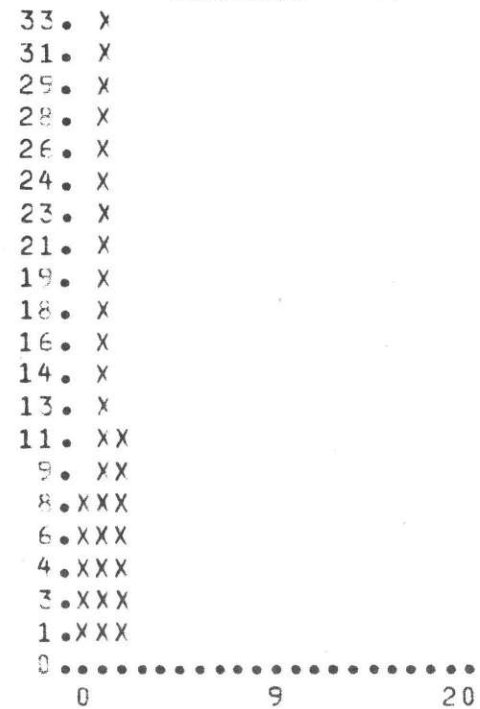 33. X
31. X
29. X
28. X
26. X
24. X
23. X
21. X
19. X
18. X
16. X
14. X
13. X
11. XX
9. XX
8.XXX
6.XXX
4.XXX
3.XXX
1.XXX
0......................
0 9 20